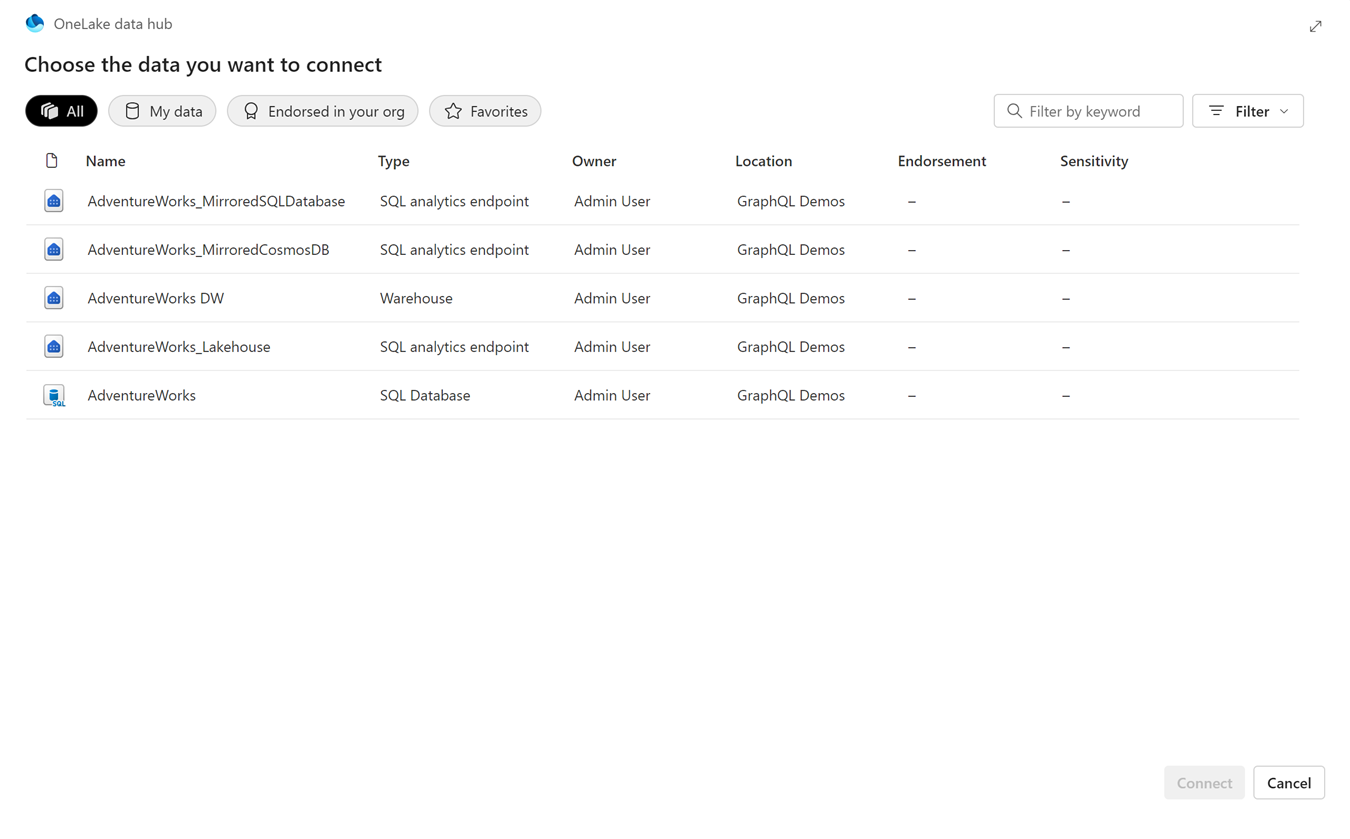 OneLake data hub
Choose the data you want to connect
All My data Endorsed in your org Favorites Filter by keyword Filter
Name Type Owner Location Endorsement Sensitivity
AdventureWorks_MirroredSQLDatabase SQL analytics endpoint Admin User GraphQL Demos – –
AdventureWorks_MirroredCosmosDB SQL analytics endpoint Admin User GraphQL Demos – –
AdventureWorks DW Warehouse Admin User GraphQL Demos – –
AdventureWorks_Lakehouse SQL analytics endpoint Admin User GraphQL Demos – –
SQL AdventureWorks SQL Database Admin User GraphQL Demos – –
Connect Cancel